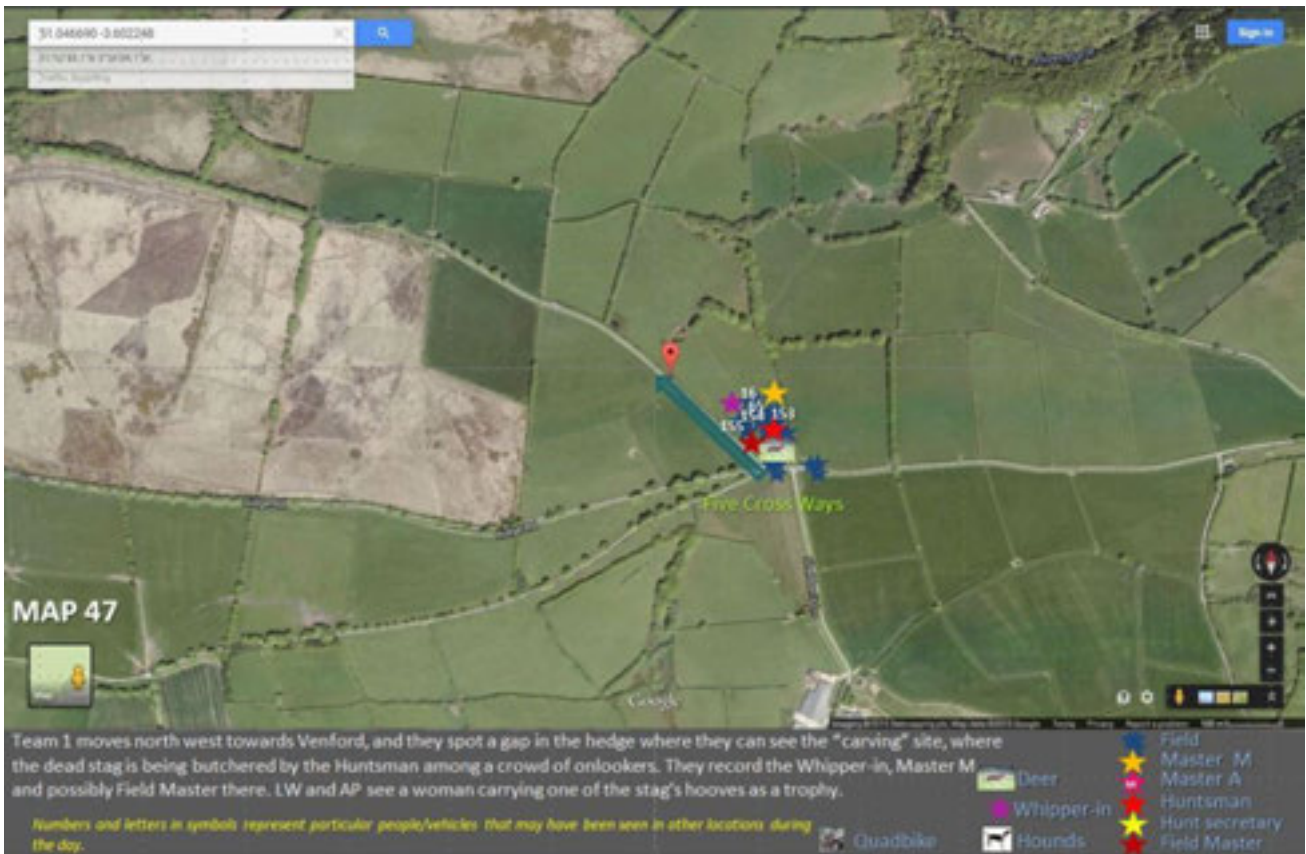 51.046690 -3.602248
Sign in
86
158
155
Five Cross Ways
MAP 47
Google
Team 1 moves north west towards Venford, and they spot a gap in the hedge where they can see the "carving" site, where
the dead stag is being butchered by the Huntsman among a crowd of onlookers. They record the Whipper-in, Master M
and possibly Field Master there. LW and AP see a woman carrying one of the stag's hooves as a trophy.
Numbers and letters in symbols represent particular people/vehicles that may have been seen in other locations during
the day.
Quadbike
Deer
Whipper-in
Hounds
Field
Master M
Master A
Huntsman
Hunt secretary
Field Master